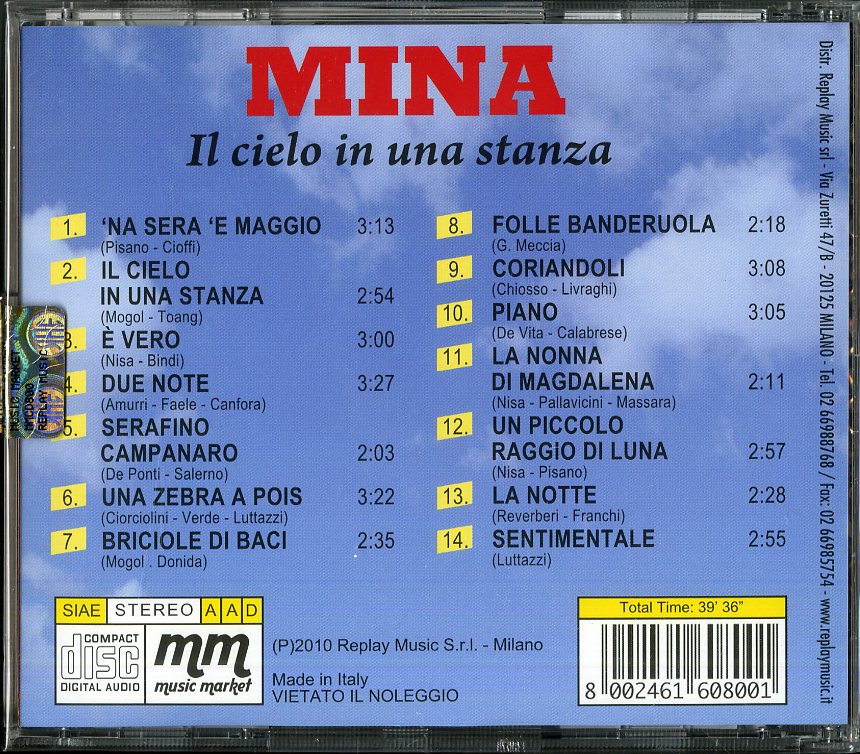 MINA
Il cielo in una stanza
1. ‘NA SERA ‘E MAGGIO 3:13
(Pisano - Cioffi)
2. IL CIELO
IN UNA STANZA 2:54
(Mogol - Toang)
3. È VERO 3:00
(Nisa - Bindi)
4. DUE NOTE 3:27
(Amurri - Faele - Canfora)
5. SERAFINO
CAMPANARO 2:03
(De Ponti - Salerno)
6. UNA ZEBRA A POIS 3:22
(Ciorciolini - Verde - Luttazzi)
7. BRICIOLE DI BACI 2:35
(Mogol . Donida)
8. FOLLE BANDERUOLA 2:18
(G. Meccia)
9. CORIANDOLI 3:08
(Chiosso - Livraghi)
10. PIANO 3:05
(De Vita - Calabrese)
11. LA NONNA
DI MAGDALENA 2:11
(Nisa - Pallavicini - Massara)
12. UN PICCOLO
RAGGiO DI LUNA 2:57
(Nisa - Pisano)
13. LA NOTTE 2:28
(Reverberi - Franchi)
14. SENTIMENTALE 2:55
(Luttazzi)
SIAE STEREO A A D
COMPACT
disc
DIGITAL AUDIO
mm
music market
(P)2010 Replay Music S.r.l. - Milano
Made in Italy
VIETATO IL NOLEGGIO
Total Time: 39’ 36”
8 002461 608001
Distr. Replay Music srl - Via Zuretti 47/B - 20125 MILANO - Tel. 02 66988768 / Fax: 02 66985754 - www.replaymusic.it
MUSIC MARKET
REPLAY MUSIC